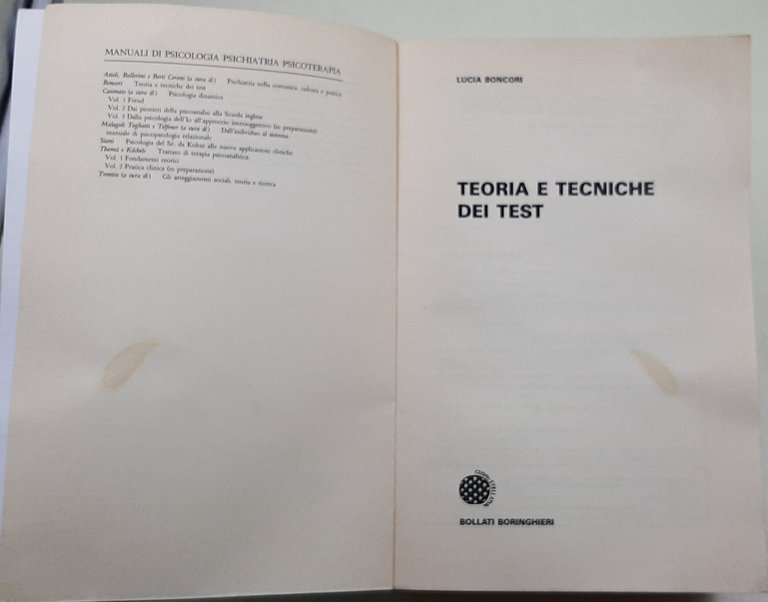 MANUALI DI PSICOLOGIA PSICHIATRIA PSICOTERAPIA
Asioli, Ballerini e Berti Ceroni (a cura di) Psichiatria nella comunità: cultura e pratica
Boncori Teoria e tecniche dei test
Casonato (a cura di) Psicologia dinamica
Vol. 1 Freud
Vol. 2 Dai pionieri della psicoanalisi alla Scuola inglese
Vol. 3 Dalla psicologia dell'Io all'approccio intersoggettivo (in preparazione)
Malagoli Togliatti e Telfener (a cura di) Dall'individuo al sistema
manuale di psicopatologia relazionale
Siani Psicologia del Sé: da Kohut alle nuove applicazioni cliniche
Thomä e Kächele Trattato di terapia psicoanalitica
Vol. 1 Fondamenti teorici
Vol. 2 Pratica clinica (in preparazione)
Trentin (a cura di) Gli atteggiamenti sociali: teoria e ricerca
LUCIA BONCORI
TEORIA E TECNICHE
DEI TEST
BOLLATI BORINGHIERI